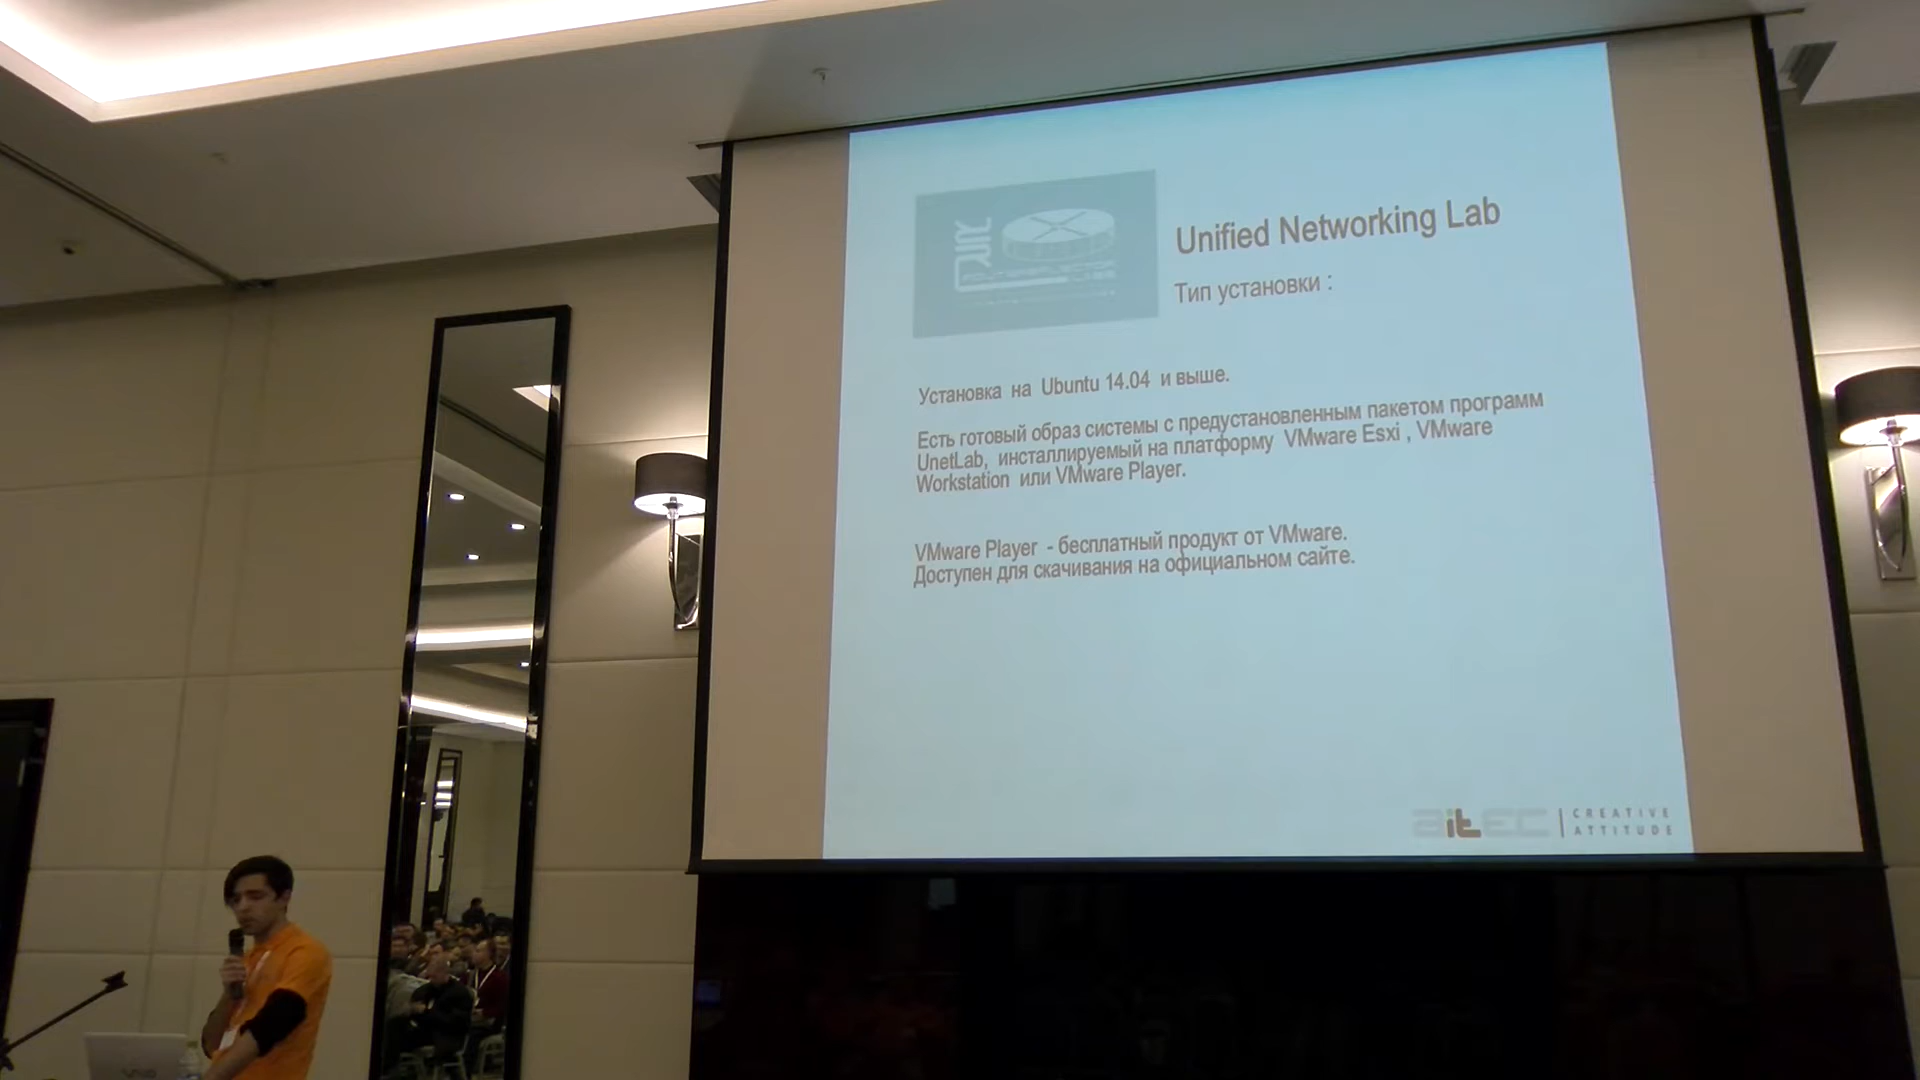 Unified Networking Lab
Тип установки :
Установка на Ubuntu 14.04 и выше.
Есть готовый образ системы с предустановленным пакетом программ
UnetLab, инсталлируемый на платформу VMware Esxi , VMware
Workstation или VMware Player.
VMware Player - бесплатный продукт от VMware.
Доступен для скачивания на официальном сайте.
aitec
CREATIVE
ATTITUDE
VAIO